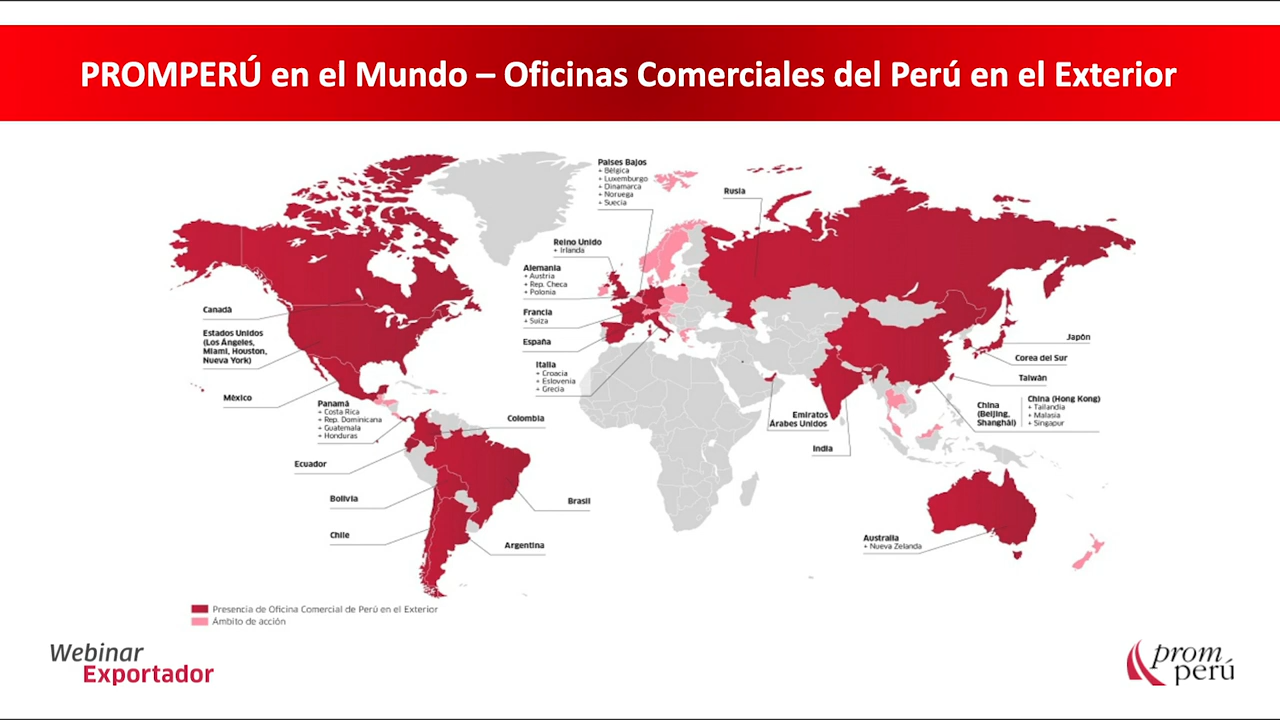 PROMPERÚ en el Mundo – Oficinas Comerciales del Perú en el Exterior
Países Bajos
+ Bélgica
+ Luxemburgo
+ Dinamarca
+ Noruega
+ Suecia
Rusia
Reino Unido
+ Irlanda
Alemania
+ Austria
+ Rep. Checa
+ Polonia
Francia
+ Suiza
España
Italia
+ Croacia
+ Eslovenia
+ Grecia
Canadá
Estados Unidos
(Los Ángeles,
Miami, Houston,
Nueva York)
México
Panamá
+ Costa Rica
+ Rep. Dominicana
+ Guatemala
+ Honduras
Colombia
Ecuador
Bolivia
Brasil
Chile
Argentina
Japón
Corea del Sur
Taiwán
China
(Beijing,
Shanghái)
China (Hong Kong)
+ Tailandia
+ Malasia
+ Singapur
Emiratos
Árabes Unidos
India
Australia
+ Nueva Zelanda
Presencia de Oficina Comercial de Perú en el Exterior
Ámbito de acción
Webinar
Exportador
prom
perú